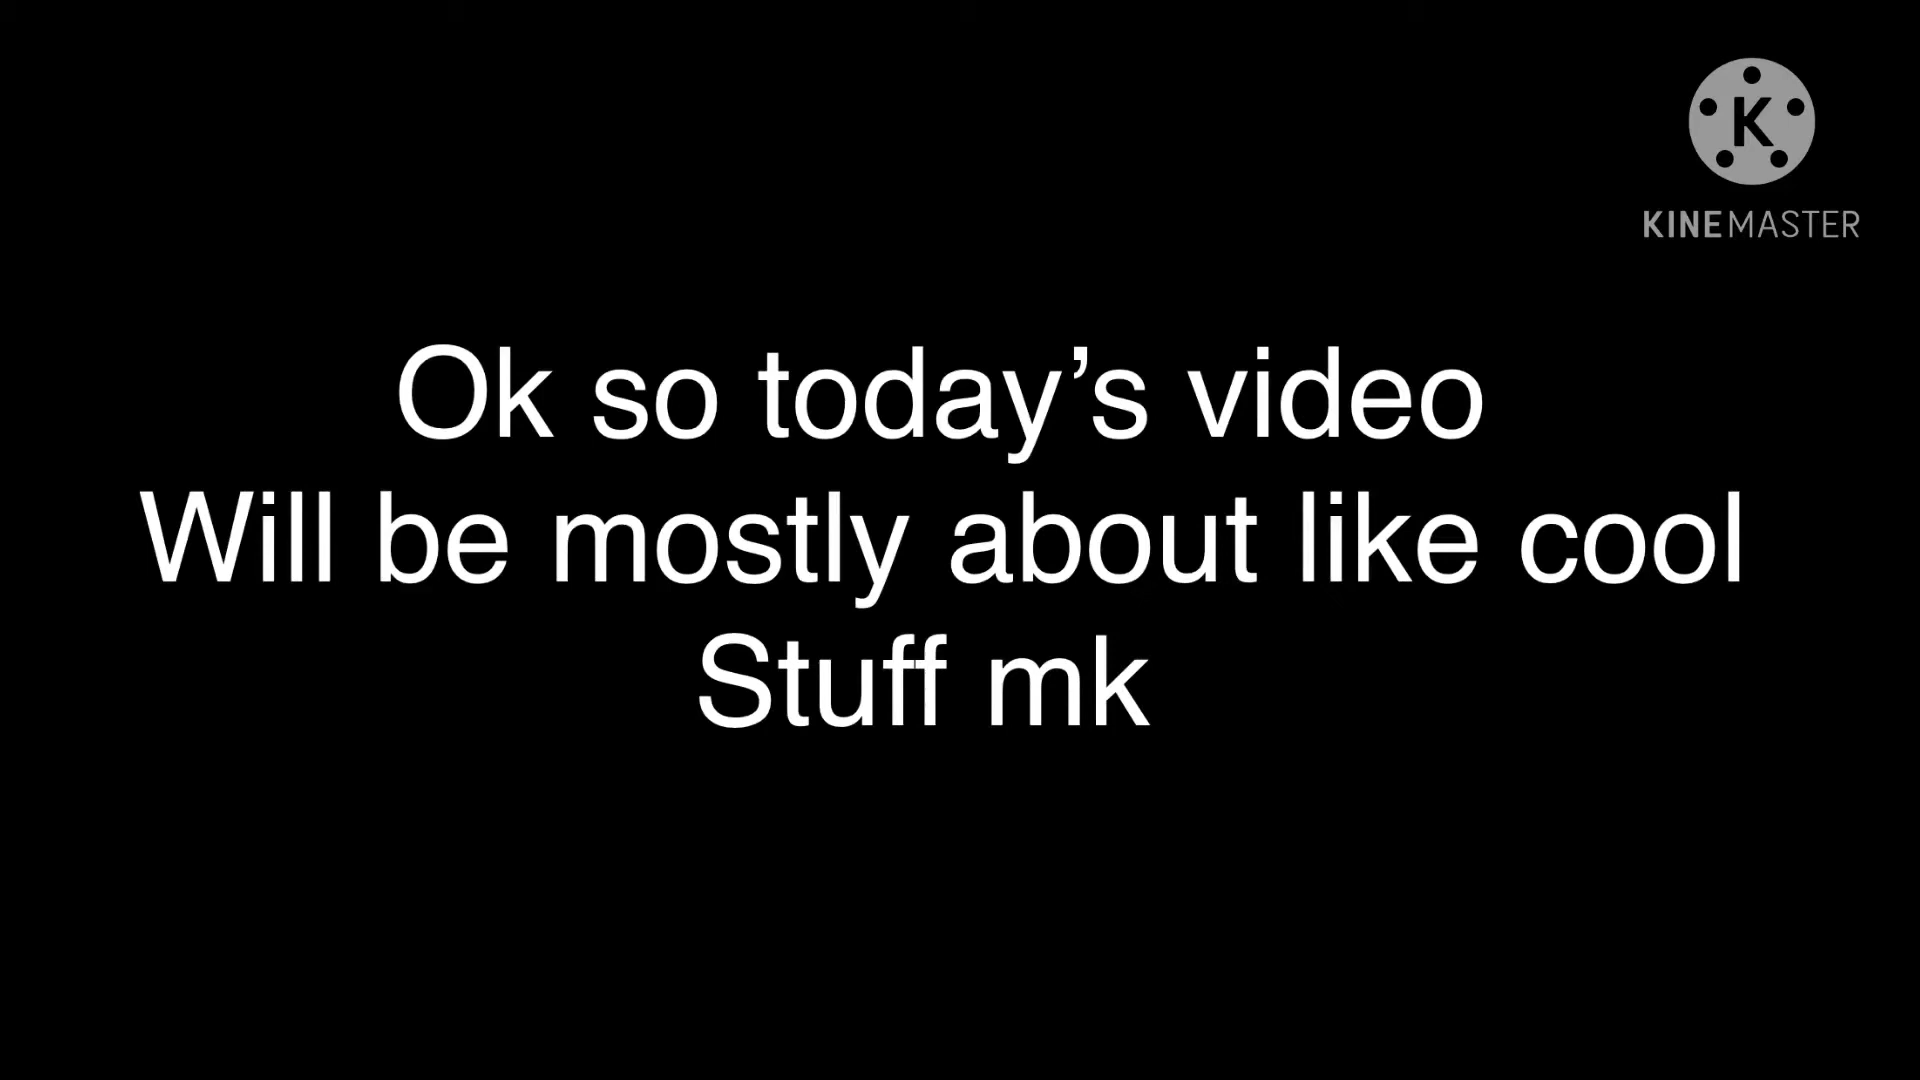 K
KINEMASTER
Ok so today’s video
Will be mostly about like cool
Stuff mk